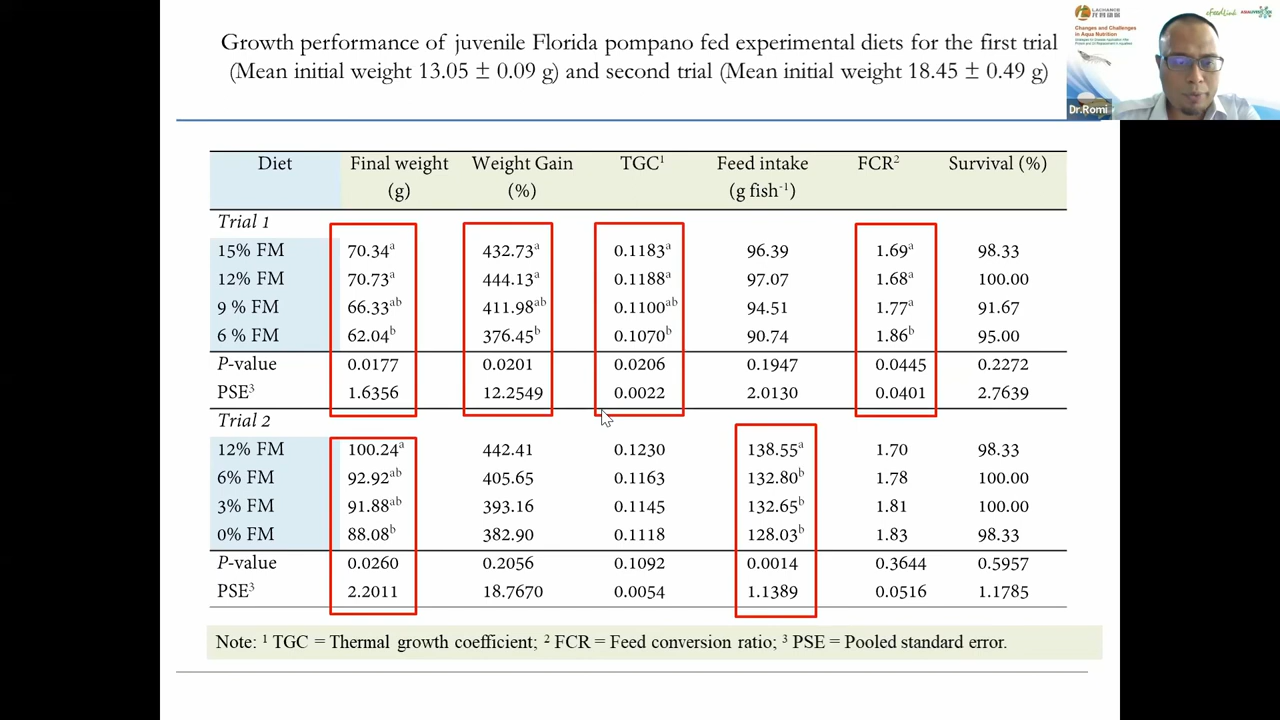 Growth performance of juvenile Florida pompano fed experimental diets for the first trial
(Mean initial weight 13.05 ± 0.09 g) and second trial (Mean initial weight 18.45 ± 0.49 g)
LACHANCE
eFeedLink
Changes and Challenges
in Aqua Nutrition
Dr.Romi
Diet Final weight (g) Weight Gain (%) TGC¹ Feed intake (g fish⁻¹) FCR² Survival (%)
Trial 1
15% FM 70.34ᵃ 432.73ᵃ 0.1183ᵃ 96.39 1.69ᵃ 98.33
12% FM 70.73ᵃ 444.13ᵃ 0.1188ᵃ 97.07 1.68ᵃ 100.00
9 % FM 66.33ᵃᵇ 411.98ᵃᵇ 0.1100ᵃᵇ 94.51 1.77ᵃ 91.67
6 % FM 62.04ᵇ 376.45ᵇ 0.1070ᵇ 90.74 1.86ᵇ 95.00
P-value 0.0177 0.0201 0.0206 0.1947 0.0445 0.2272
PSE³ 1.6356 12.2549 0.0022 2.0130 0.0401 2.7639
Trial 2
12% FM 100.24ᵃ 442.41 0.1230 138.55ᵃ 1.70 98.33
6% FM 92.92ᵃᵇ 405.65 0.1163 132.80ᵇ 1.78 100.00
3% FM 91.88ᵃᵇ 393.16 0.1145 132.65ᵇ 1.81 100.00
0% FM 88.08ᵇ 382.90 0.1118 128.03ᵇ 1.83 98.33
P-value 0.0260 0.2056 0.1092 0.0014 0.3644 0.5957
PSE³ 2.2011 18.7670 0.0054 1.1389 0.0516 1.1785
Note: ¹ TGC = Thermal growth coefficient; ² FCR = Feed conversion ratio; ³ PSE = Pooled standard error.